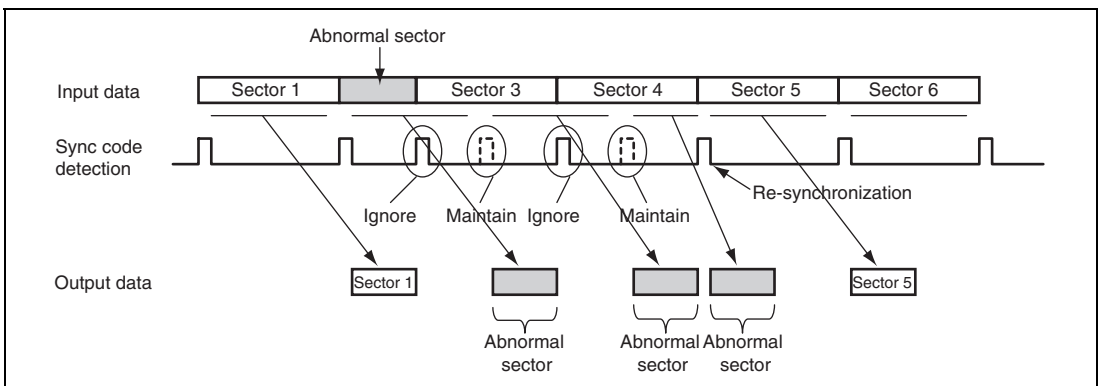 Abnormal sector
Input data
Sector 1
Sector 3
Sector 4
Sector 5
Sector 6
Sync code
detection
Re-synchronization
Ignore
Maintain
Ignore
Maintain
Output data
Sector 1
Sector 5
Abnormal
sector
Abnormal
sector
Abnormal
sector